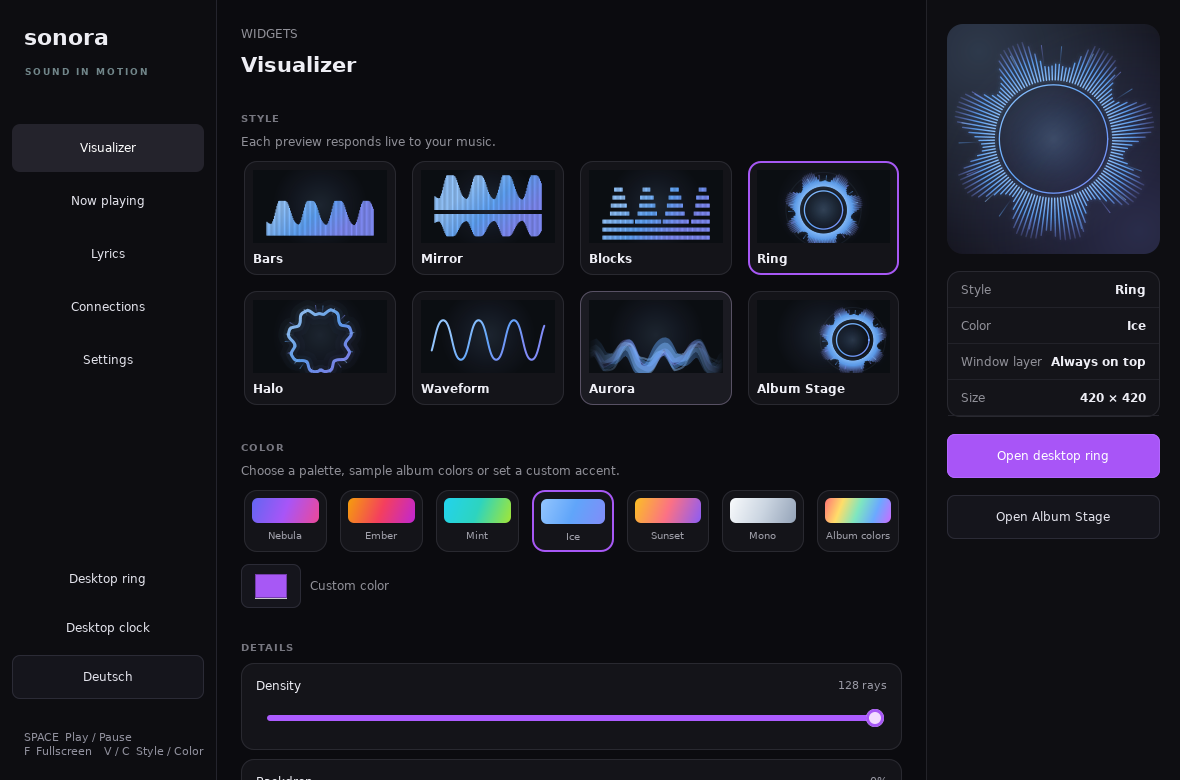 sonora
SOUND IN MOTION
Visualizer
Now playing
Lyrics
Connections
Settings
Desktop ring
Desktop clock
Deutsch
SPACE Play / Pause
F Fullscreen V / C Style / Color
WIDGETS
Visualizer
STYLE
Each preview responds live to your music.
Bars
Mirror
Blocks
Ring
Halo
Waveform
Aurora
Album Stage
COLOR
Choose a palette, sample album colors or set a custom accent.
Nebula
Ember
Mint
Ice
Sunset
Mono
Album colors
Custom color
DETAILS
Density 128 rays
Backdrop 0%
Style Ring
Color Ice
Window layer Always on top
Size 420 × 420
Open desktop ring
Open Album Stage